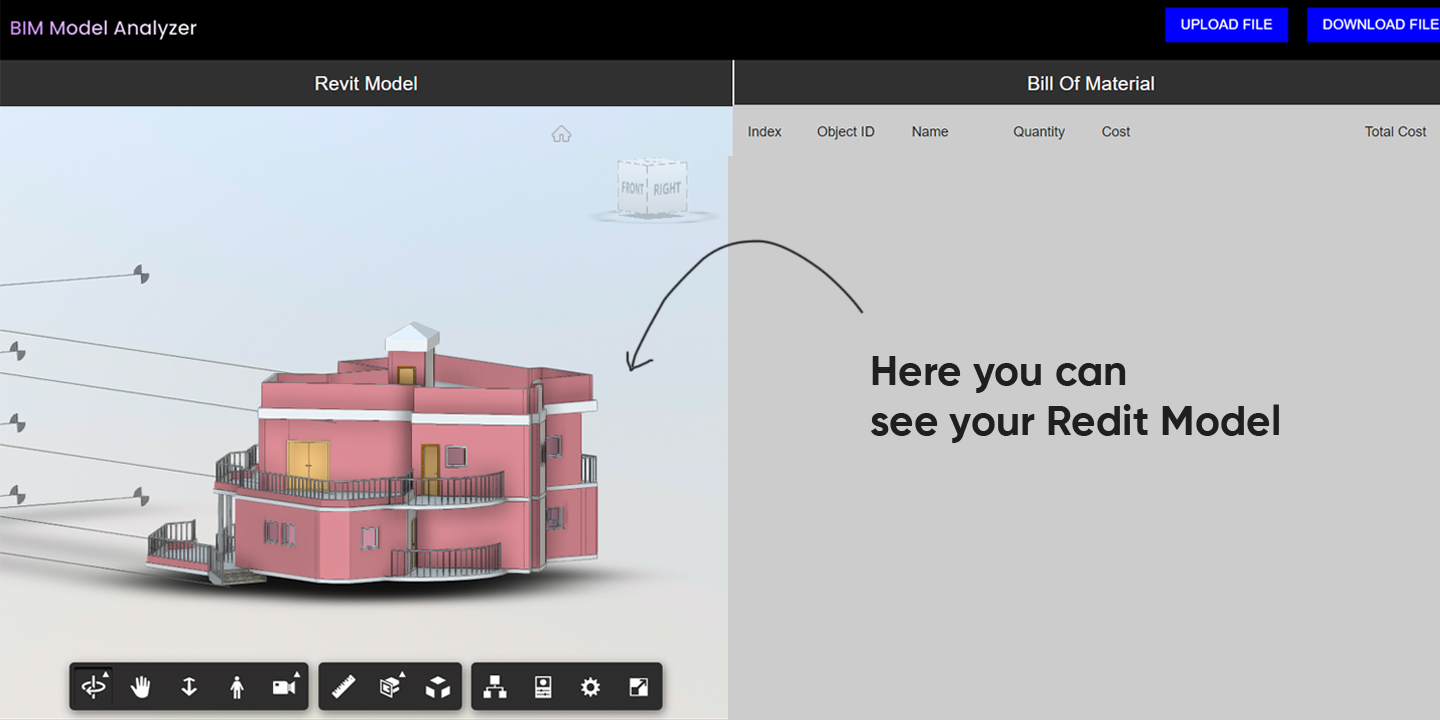 BIM Model Analyzer
UPLOAD FILE
DOWNLOAD FILE
Revit Model
Bill Of Material
Index Object ID Name Quantity Cost Total Cost
FRONT RIGHT
Here you can
see your Redit Model